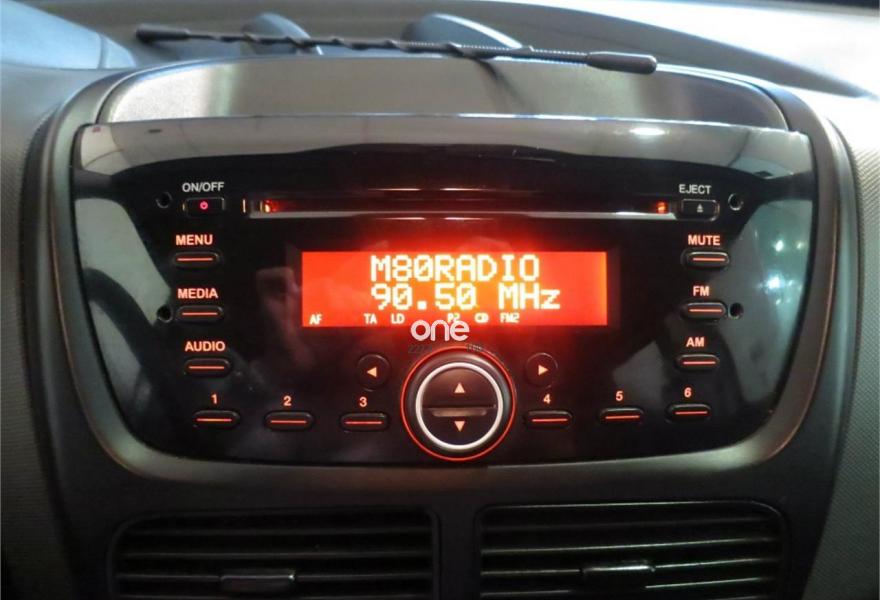 ON/OFF
EJECT
MENU
MUTE
M80RADIO
MEDIA
90.50 MHz
FM
AF TA LD P2 FM2
one
AUDIO
AM
1 2 3 4 5 6